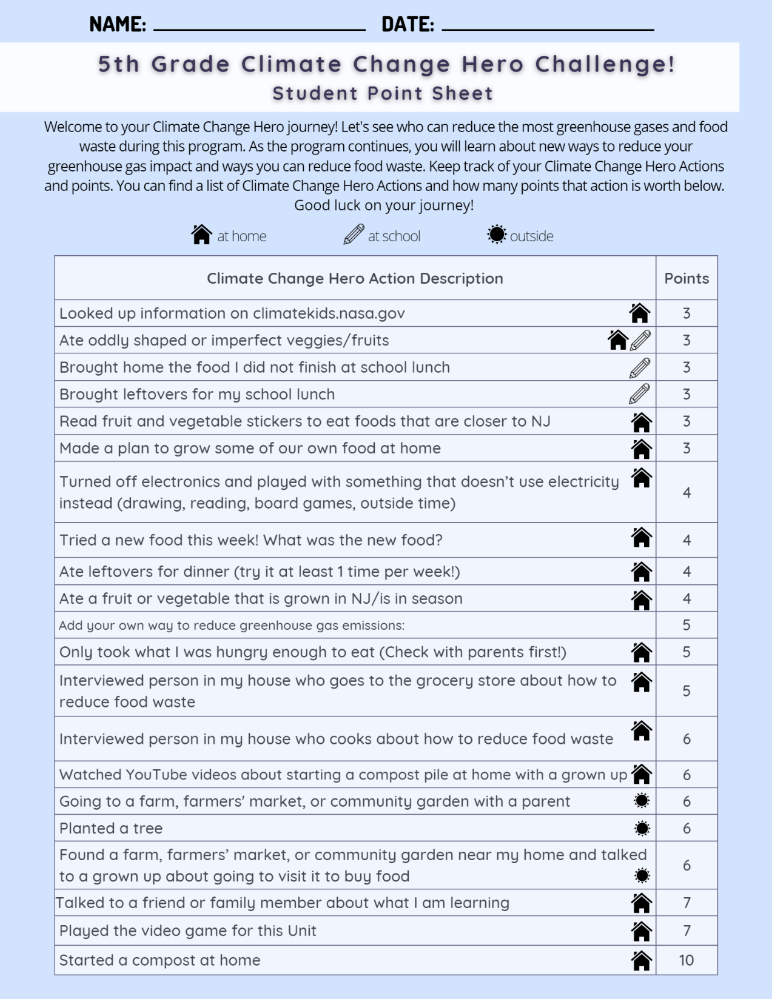 NAME: ____________ DATE: ____________
5th Grade Climate Change Hero Challenge!
Student Point Sheet
Welcome to your Climate Change Hero journey! Let's see who can reduce the most greenhouse gases and food
waste during this program. As the program continues, you will learn about new ways to reduce your
greenhouse gas impact and ways you can reduce food waste. Keep track of your Climate Change Hero Actions
and points. You can find a list of Climate Change Hero Actions and how many points that action is worth below.
Good luck on your journey!
at home at school outside
Climate Change Hero Action Description Points
Looked up information on climatekids.nasa.gov 3
Ate oddly shaped or imperfect veggies/fruits 3
Brought home the food I did not finish at school lunch 3
Brought leftovers for my school lunch 3
Read fruit and vegetable stickers to eat foods that are closer to NJ 3
Made a plan to grow some of our own food at home 3
Turned off electronics and played with something that doesn’t use electricity
instead (drawing, reading, board games, outside time) 4
Tried a new food this week! What was the new food? 4
Ate leftovers for dinner (try it at least 1 time per week!) 4
Ate a fruit or vegetable that is grown in NJ/is in season 4
Add your own way to reduce greenhouse gas emissions: 5
Only took what I was hungry enough to eat (Check with parents first!) 5
Interviewed person in my house who goes to the grocery store about how to
reduce food waste 5
Interviewed person in my house who cooks about how to reduce food waste 6
Watched YouTube videos about starting a compost pile at home with a grown up 6
Going to a farm, farmers' market, or community garden with a parent 6
Planted a tree 6
Found a farm, farmers’ market, or community garden near my home and talked
to a grown up about going to visit it to buy food 6
Talked to a friend or family member about what I am learning 7
Played the video game for this Unit 7
Started a compost at home 10